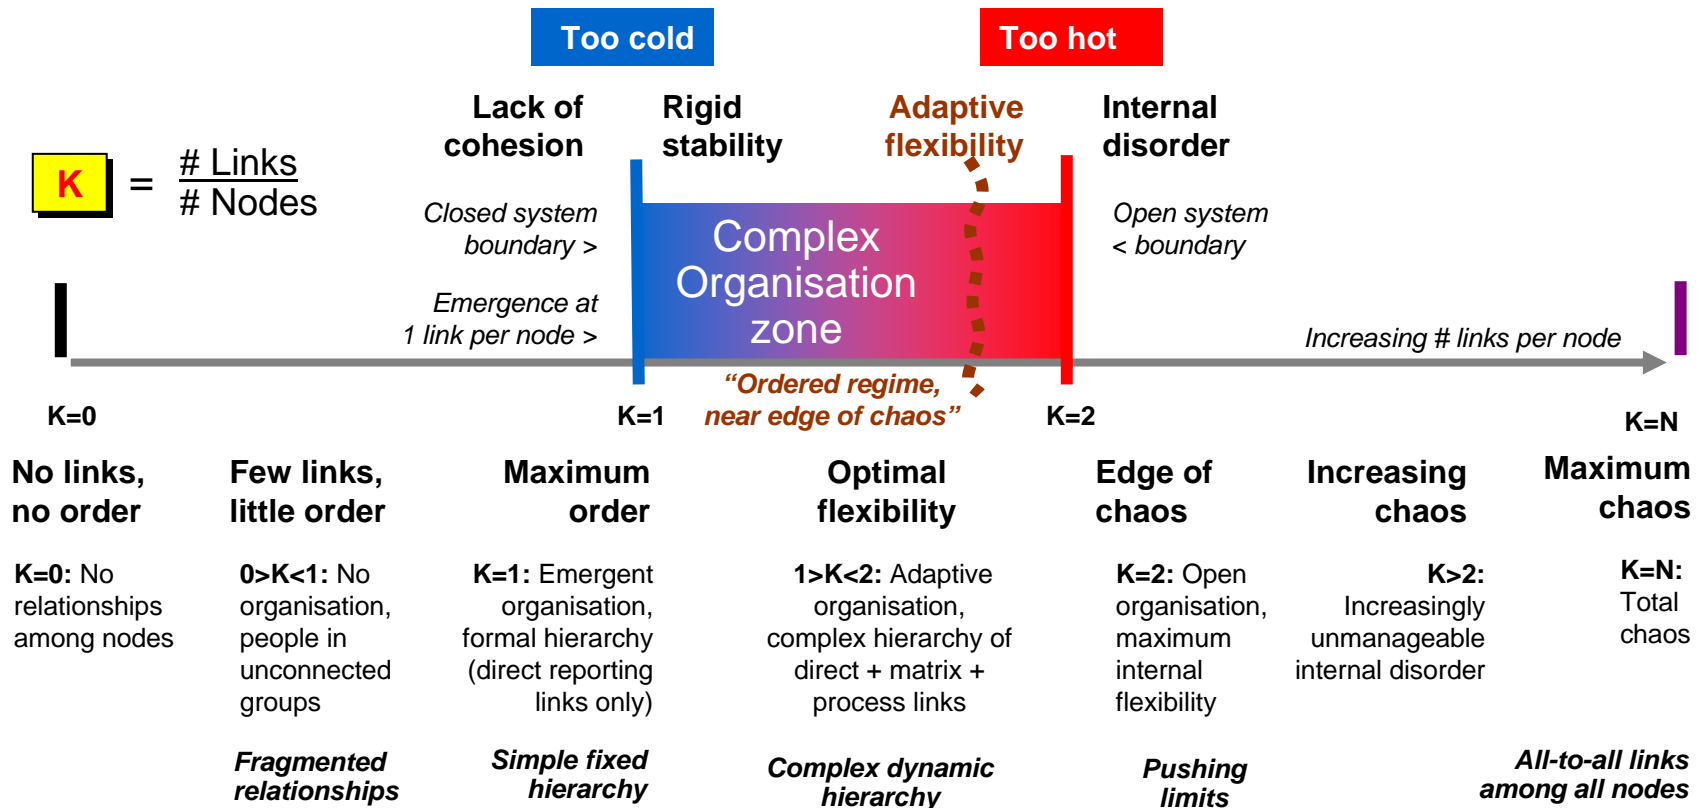 Too cold
Too hot
Lack of
cohesion
Rigid
stability
Adaptive
flexibility
Internal
disorder
K
=
# Links
# Nodes
Closed system
boundary >
Open system
< boundary
Complex
Organisation
zone
Emergence at
1 link per node >
Increasing # links per node
"Ordered regime,
near edge of chaos"
K=0
K=1
K=2
K=N
No links,
no order
Few links,
little order
Maximum
order
Optimal
flexibility
Edge of
chaos
Increasing
chaos
Maximum
chaos
K=0: No
relationships
among nodes
0>K<1: No
organisation,
people in
unconnected
groups
K=1: Emergent
organisation,
formal hierarchy
(direct reporting
links only)
1>K<2: Adaptive
organisation,
complex hierarchy of
direct + matrix +
process links
K=2: Open
organisation,
maximum
internal
flexibility
K>2:
Increasingly
unmanageable
internal disorder
K=N:
Total
chaos
Fragmented
relationships
Simple fixed
hierarchy
Complex dynamic
hierarchy
Pushing
limits
All-to-all links
among all nodes